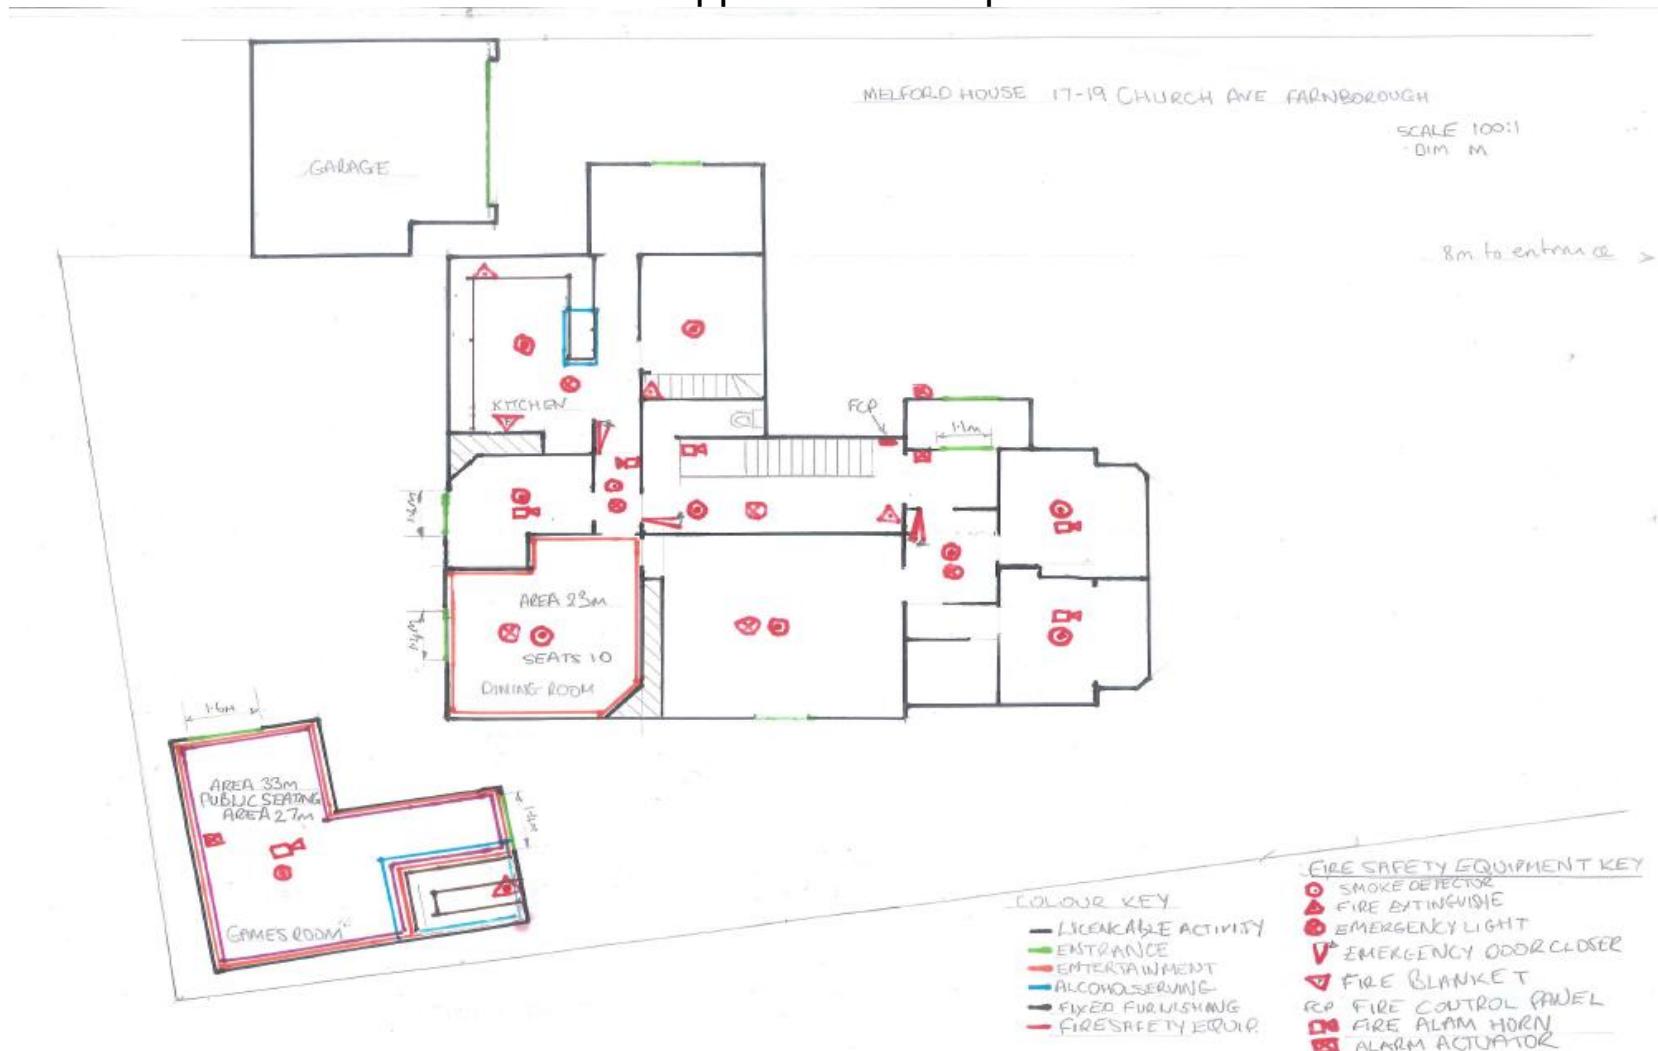 MELFORD HOUSE 17-19 CHURCH AVE FARNBOROUGH
SCALE 100:1
DIM M
GARAGE
8m to entrance >
KITCHEN
FCP
1.1m
AREA 23M
SEATS 10
DINING ROOM
1.6m
AREA 33m
PUBLIC SEATING
AREA 27m
GAMES ROOM
COLOUR KEY
LICENCABLE ACTIVITY
ENTRANCE
ENTERTAINMENT
ALCOHOL SERVING
FIXED FURNISHING
FIRE SAFETY EQUIP.
FIRE SAFETY EQUIPMENT KEY
SMOKE DETECTOR
FIRE EXTINGUISHE
EMERGENCY LIGHT
EMERGENCY DOOR CLOSER
FIRE BLANKET
FCP FIRE CONTROL PANEL
FIRE ALAM HORN
ALARM ACTUATOR